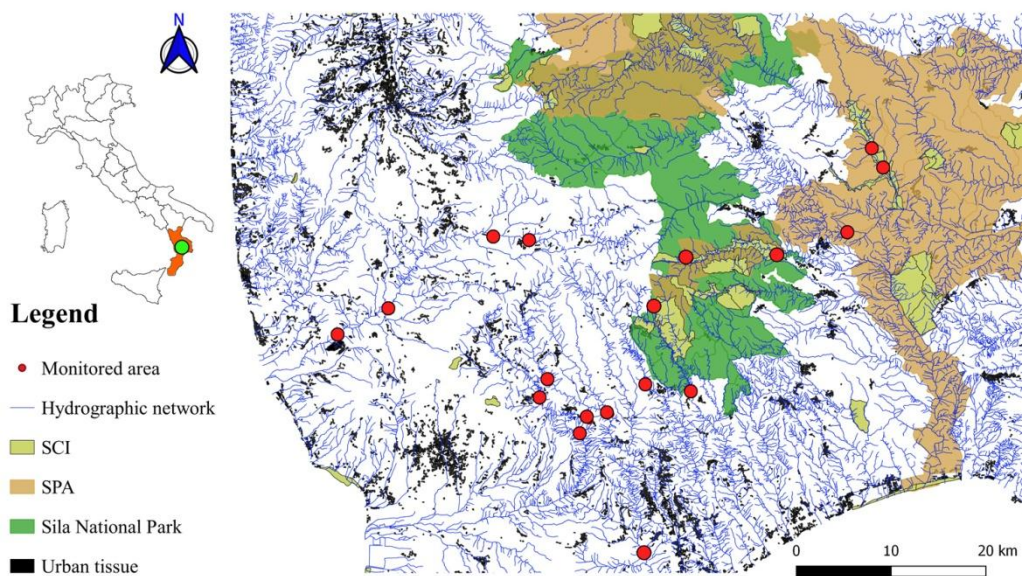 N
Legend
Monitored area
Hydrographic network
SCI
SPA
Sila National Park
Urban tissue
0 10 20 km